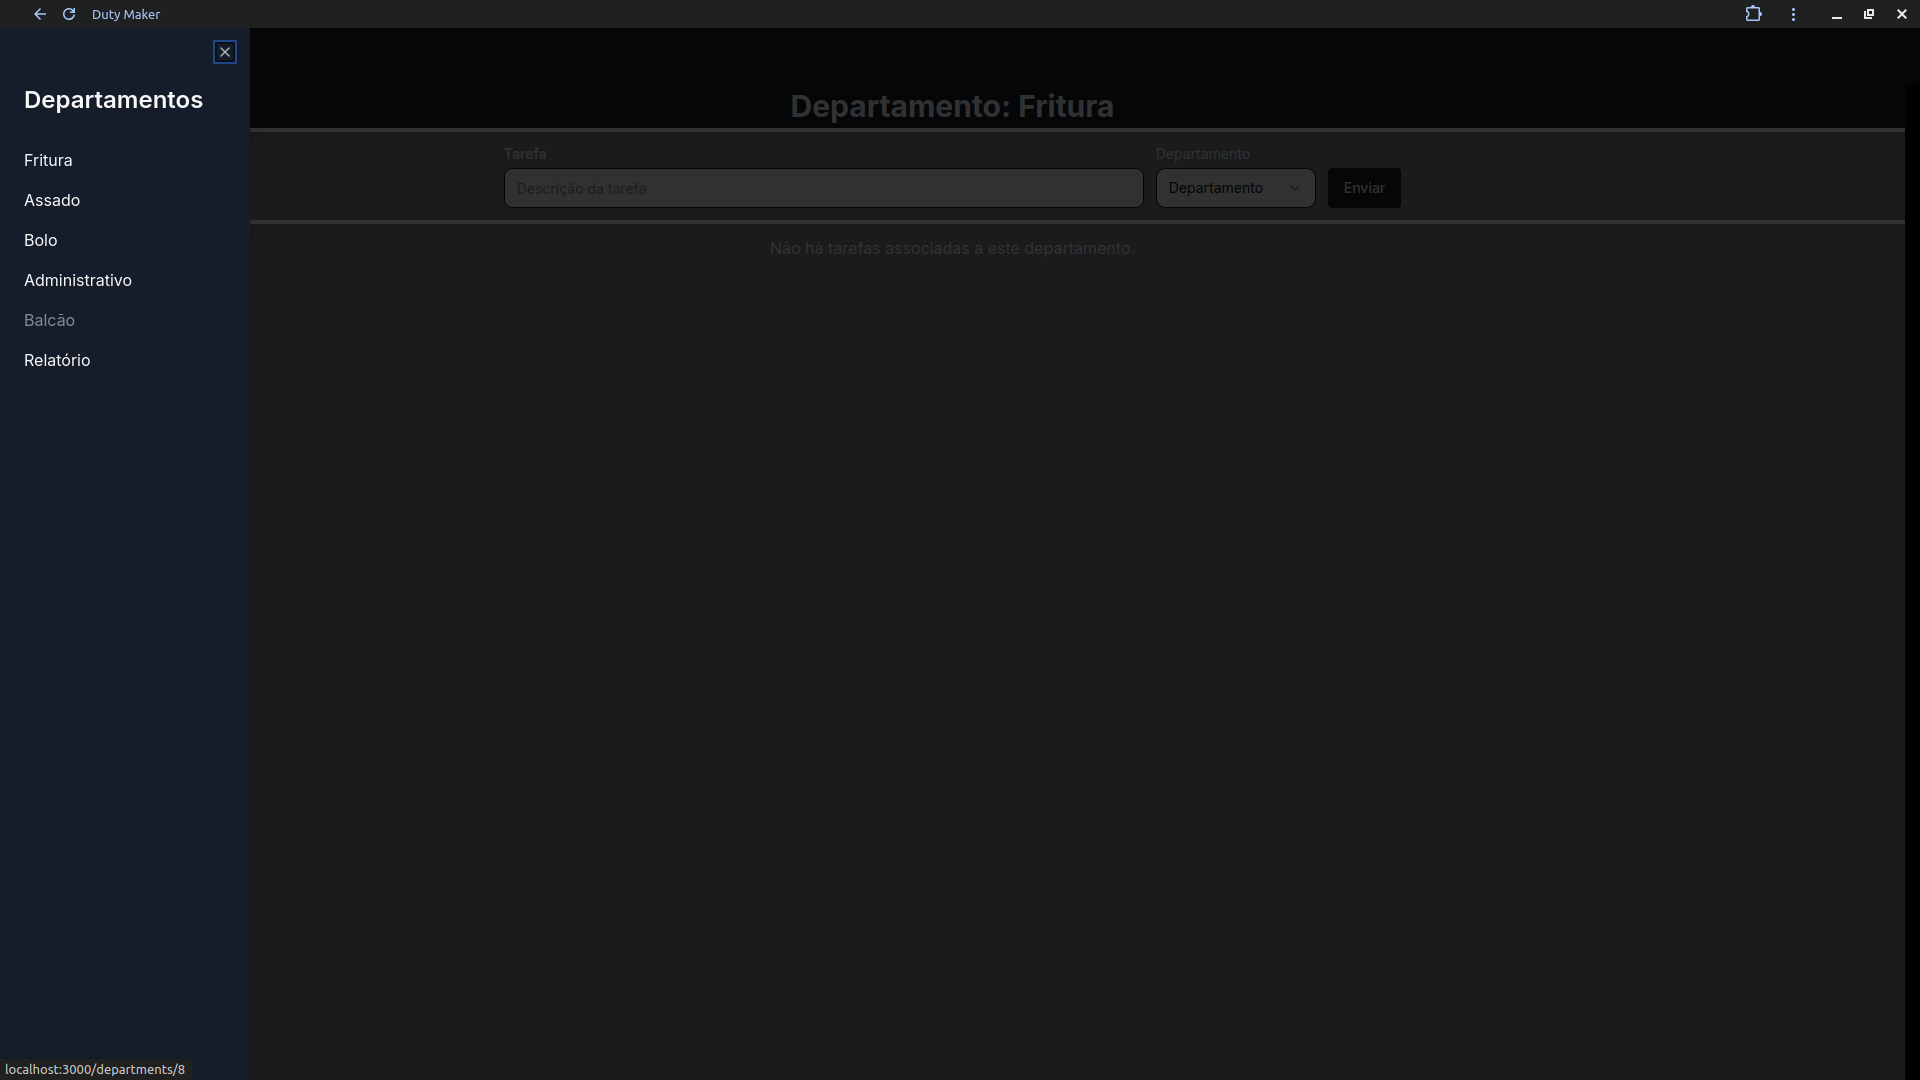 Duty Maker
Departamentos
Fritura
Assado
Bolo
Administrativo
Balcão
Relatório
Departamento: Fritura
Tarefa
Departamento
Descrição da tarefa
Departamento
Enviar
Não há tarefas associadas a este departamento.
localhost:3000/departments/8